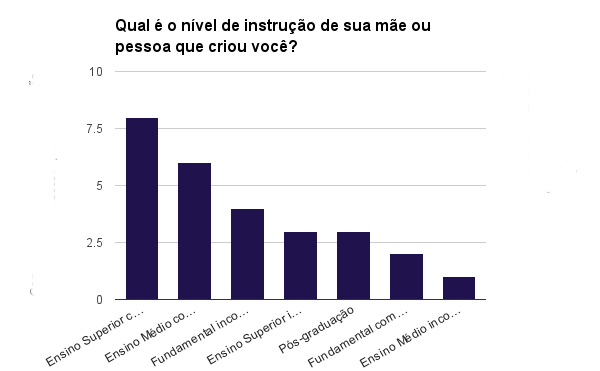 Qual é o nível de instrução de sua mãe ou
pessoa que criou você?
10
7.5
5
2.5
0
Ensino Superior c...
Ensino Médio co...
Fundamental inco...
Ensino Superior i...
Pós-graduação
Fundamental com...
Ensino Médio inco...